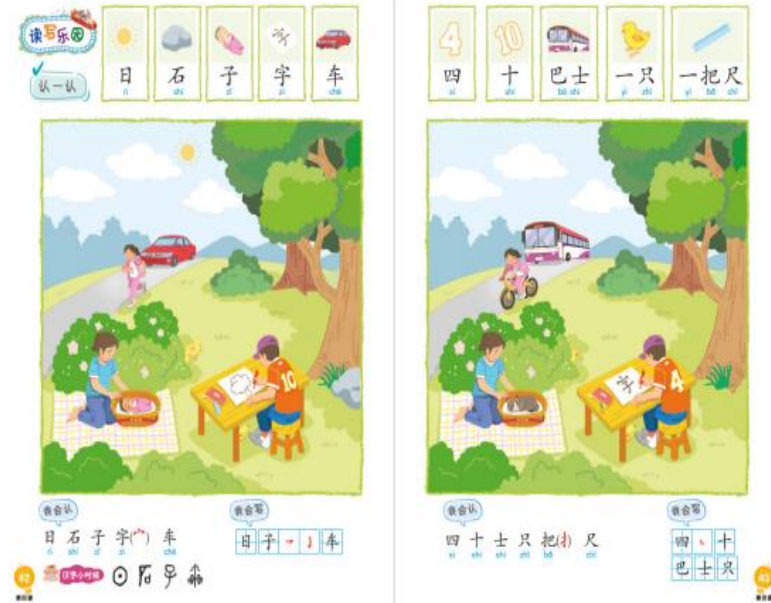 读写乐园
认一认
日 石 子 字 车
rì shí zǐ zì chē
四 十 巴士 一只 一把尺
sì shí bā shì yì zhī yì bǎ chǐ
10
我会认
日 石 子 字(宀) 车
rì shí zǐ zì chē
我会写
日 子 ㇖ 亅 车
42
汉字小时候
字
4
我会认
四 十 士 只 把(扌) 尺
sì shí shì zhī bǎ chǐ
我会写
四 ㇏ 十
巴 士 只
43